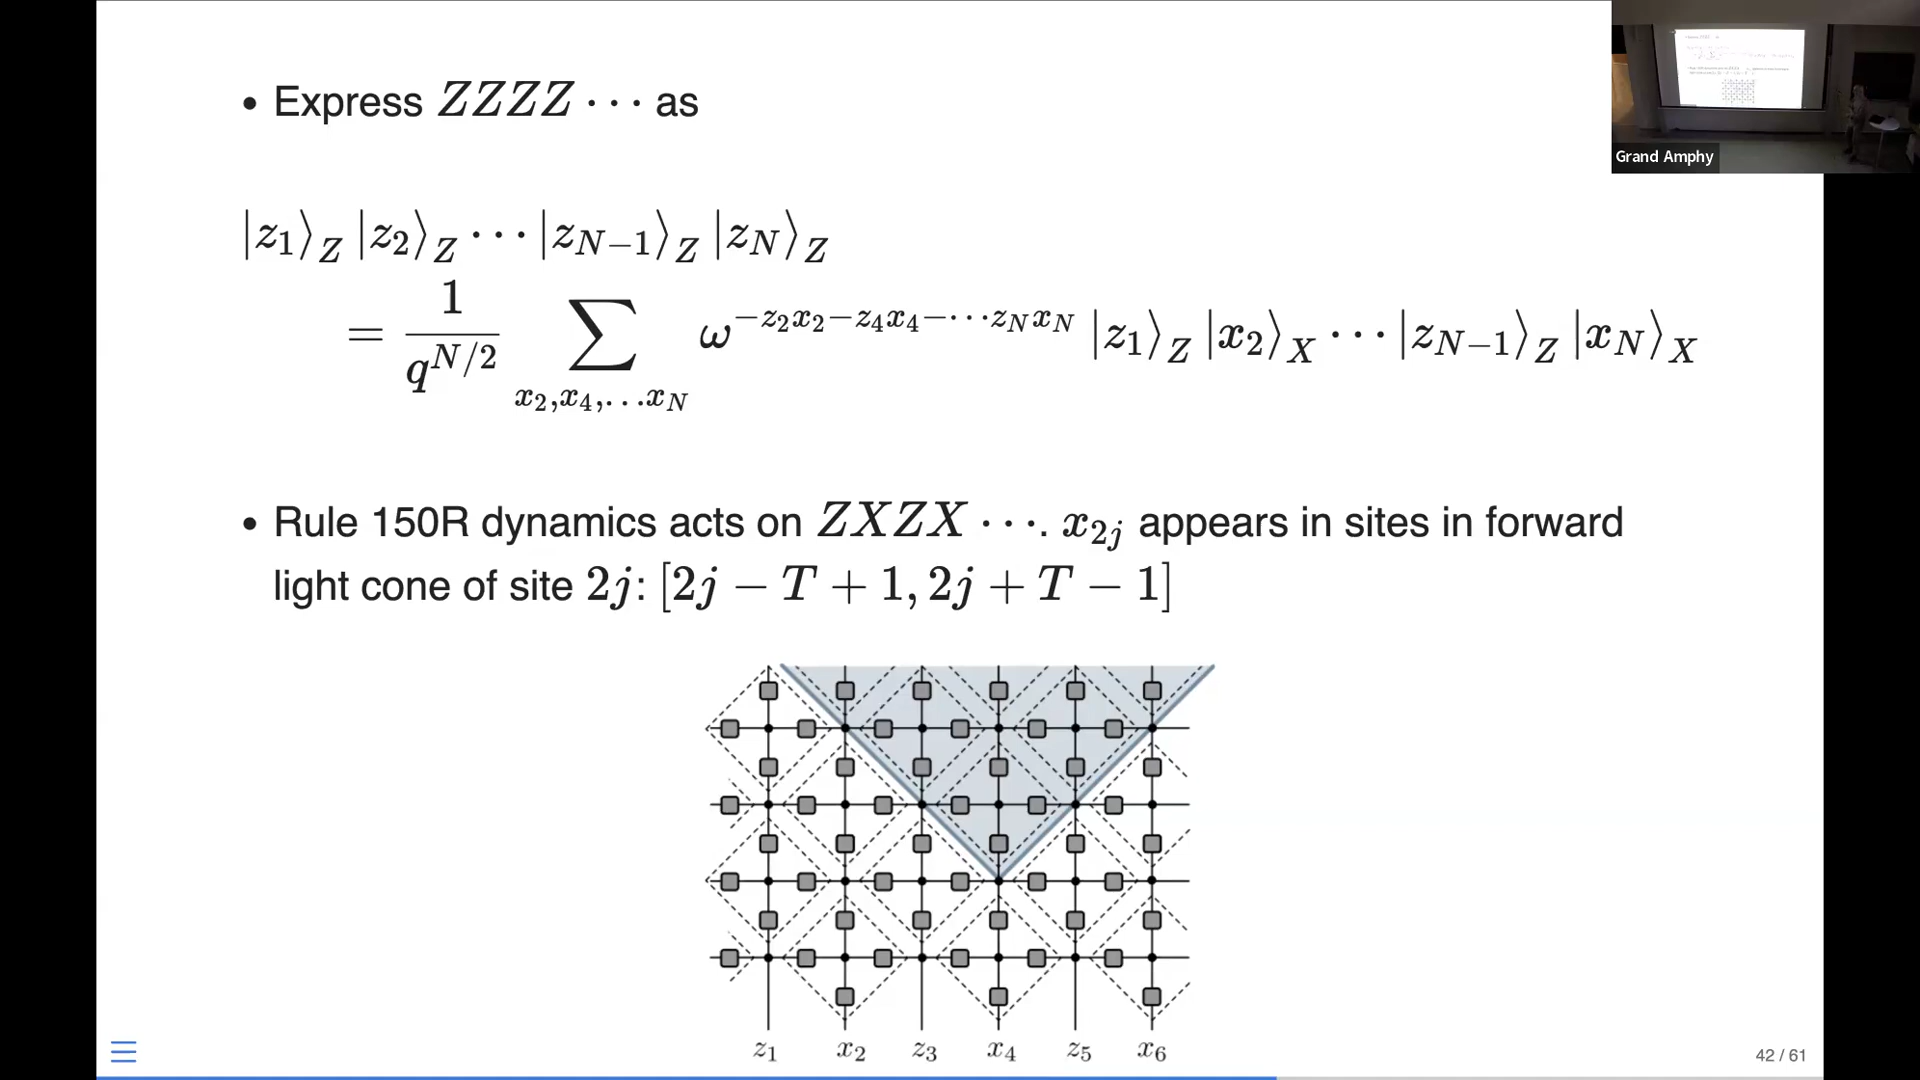 • Express ZZZZ ⋯ as
Grand Amphy
|z₁⟩_Z |z₂⟩_Z ⋯ |z_{N−1}⟩_Z |z_N⟩_Z
= 1/q^{N/2} ∑_{x₂,x₄,…x_N} ω^{−z₂x₂−z₄x₄−⋯z_Nx_N} |z₁⟩_Z |x₂⟩_X ⋯ |z_{N−1}⟩_Z |x_N⟩_X
• Rule 150R dynamics acts on ZXZX ⋯. x_{2j} appears in sites in forward
light cone of site 2j: [2j − T + 1, 2j + T − 1]
z₁ x₂ z₃ x₄ z₅ x₆
42 / 61